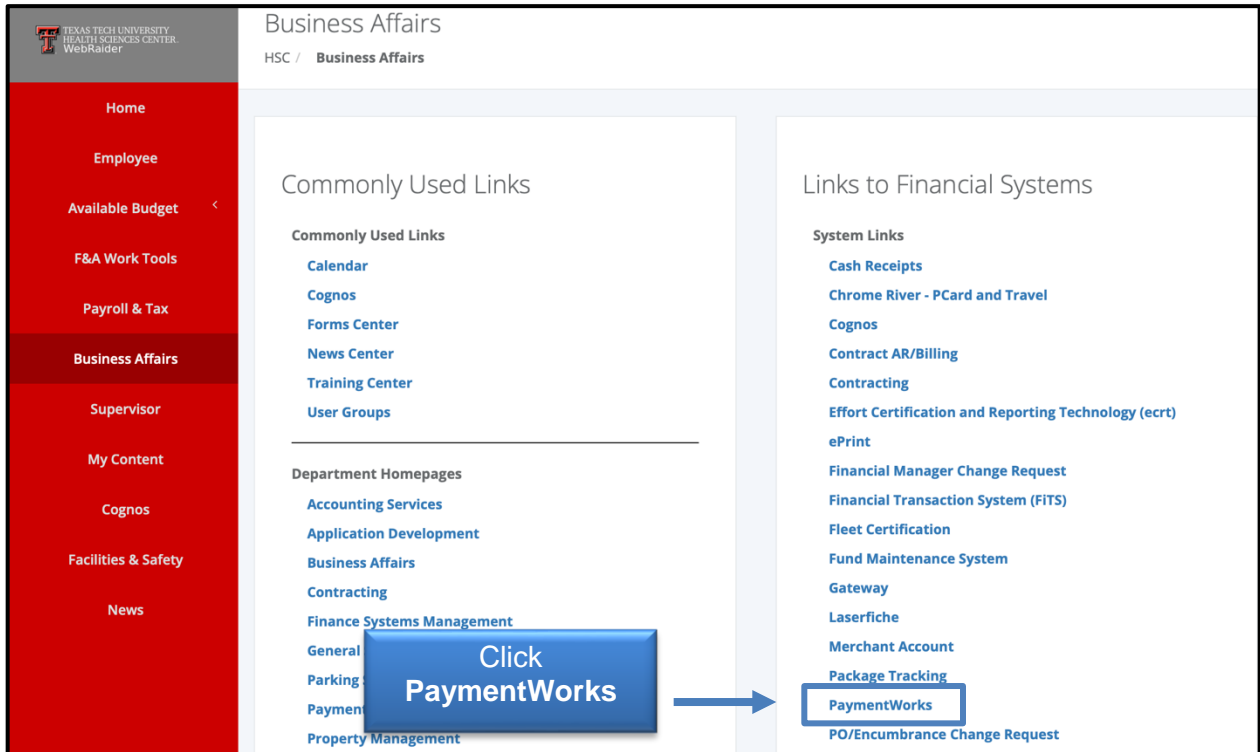 TEXAS TECH UNIVERSITY
HEALTH SCIENCES CENTER.
WebRaider
Home
Employee
Available Budget <
F&A Work Tools
Payroll & Tax
Business Affairs
Supervisor
My Content
Cognos
Facilities & Safety
News
Business Affairs
HSC / Business Affairs
Commonly Used Links
Commonly Used Links
Calendar
Cognos
Forms Center
News Center
Training Center
User Groups
Department Homepages
Accounting Services
Application Development
Business Affairs
Contracting
Finance Systems Management
General
Parking
Payment
Property Management
Click
PaymentWorks
Links to Financial Systems
System Links
Cash Receipts
Chrome River - PCard and Travel
Cognos
Contract AR/Billing
Contracting
Effort Certification and Reporting Technology (ecrt)
ePrint
Financial Manager Change Request
Financial Transaction System (FiTS)
Fleet Certification
Fund Maintenance System
Gateway
Laserfiche
Merchant Account
Package Tracking
PaymentWorks
PO/Encumbrance Change Request